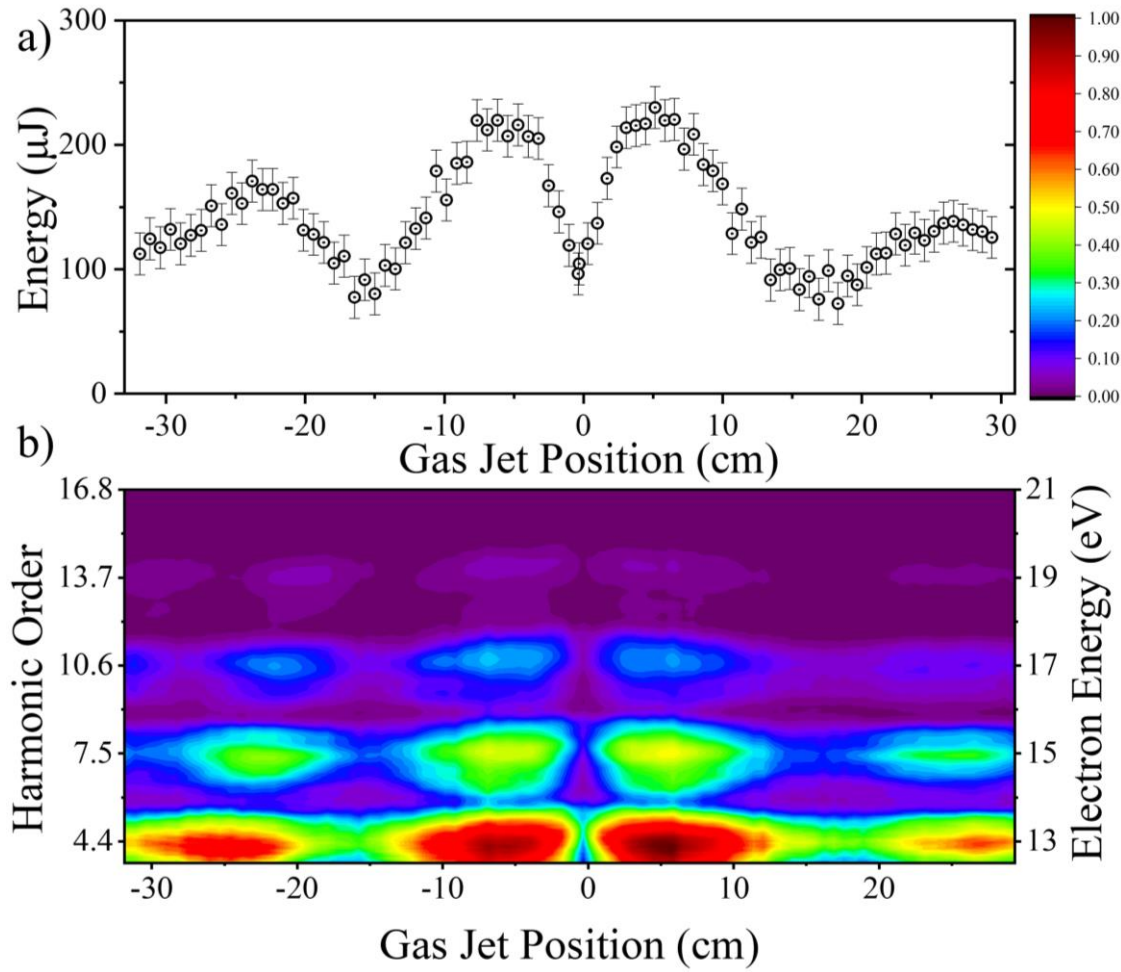 a)
Energy (μJ)
300
200
100
0
-30 -20 -10 0 10 20 30
Gas Jet Position (cm)
1.00
0.90
0.80
0.70
0.60
0.50
0.40
0.30
0.20
0.10
0.00
b)
Harmonic Order
16.8
13.7
10.6
7.5
4.4
21
19
17
15
13
Electron Energy (eV)
-30 -20 -10 0 10 20
Gas Jet Position (cm)